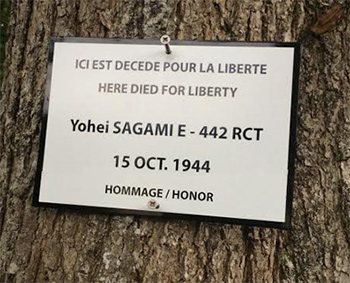 ICI EST DECEDE POUR LA LIBERTE
HERE DIED FOR LIBERTY
Yohei SAGAMI E - 442 RCT
15 OCT. 1944
HOMMAGE / HONOR